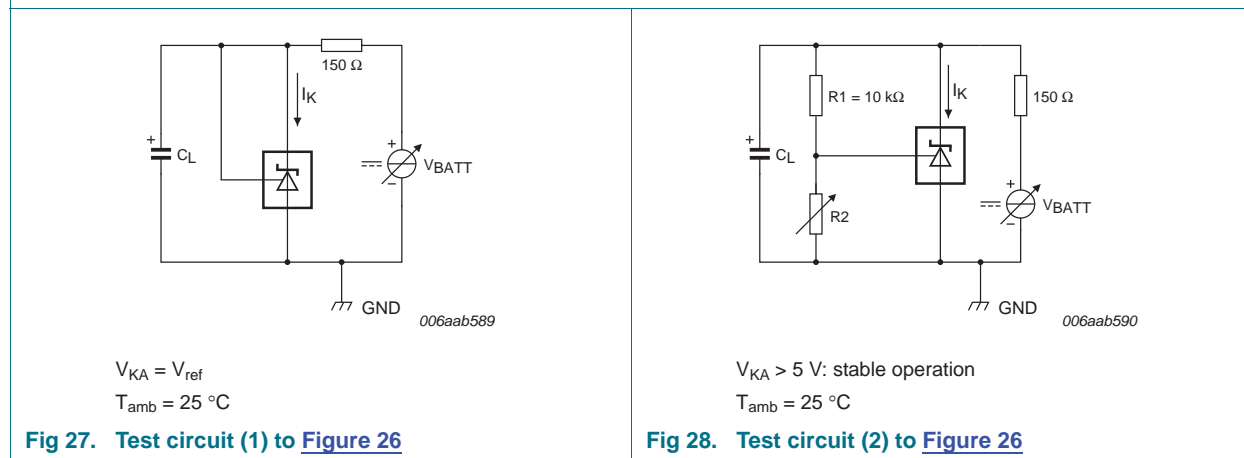 150 Ω
I_K
+
C_L
+
V_BATT
−
GND
006aab589
V_KA = V_ref
T_amb = 25 °C
Fig 27. Test circuit (1) to Figure 26
R1 = 10 kΩ
I_K
150 Ω
+
C_L
+
V_BATT
−
R2
GND
006aab590
V_KA > 5 V: stable operation
T_amb = 25 °C
Fig 28. Test circuit (2) to Figure 26